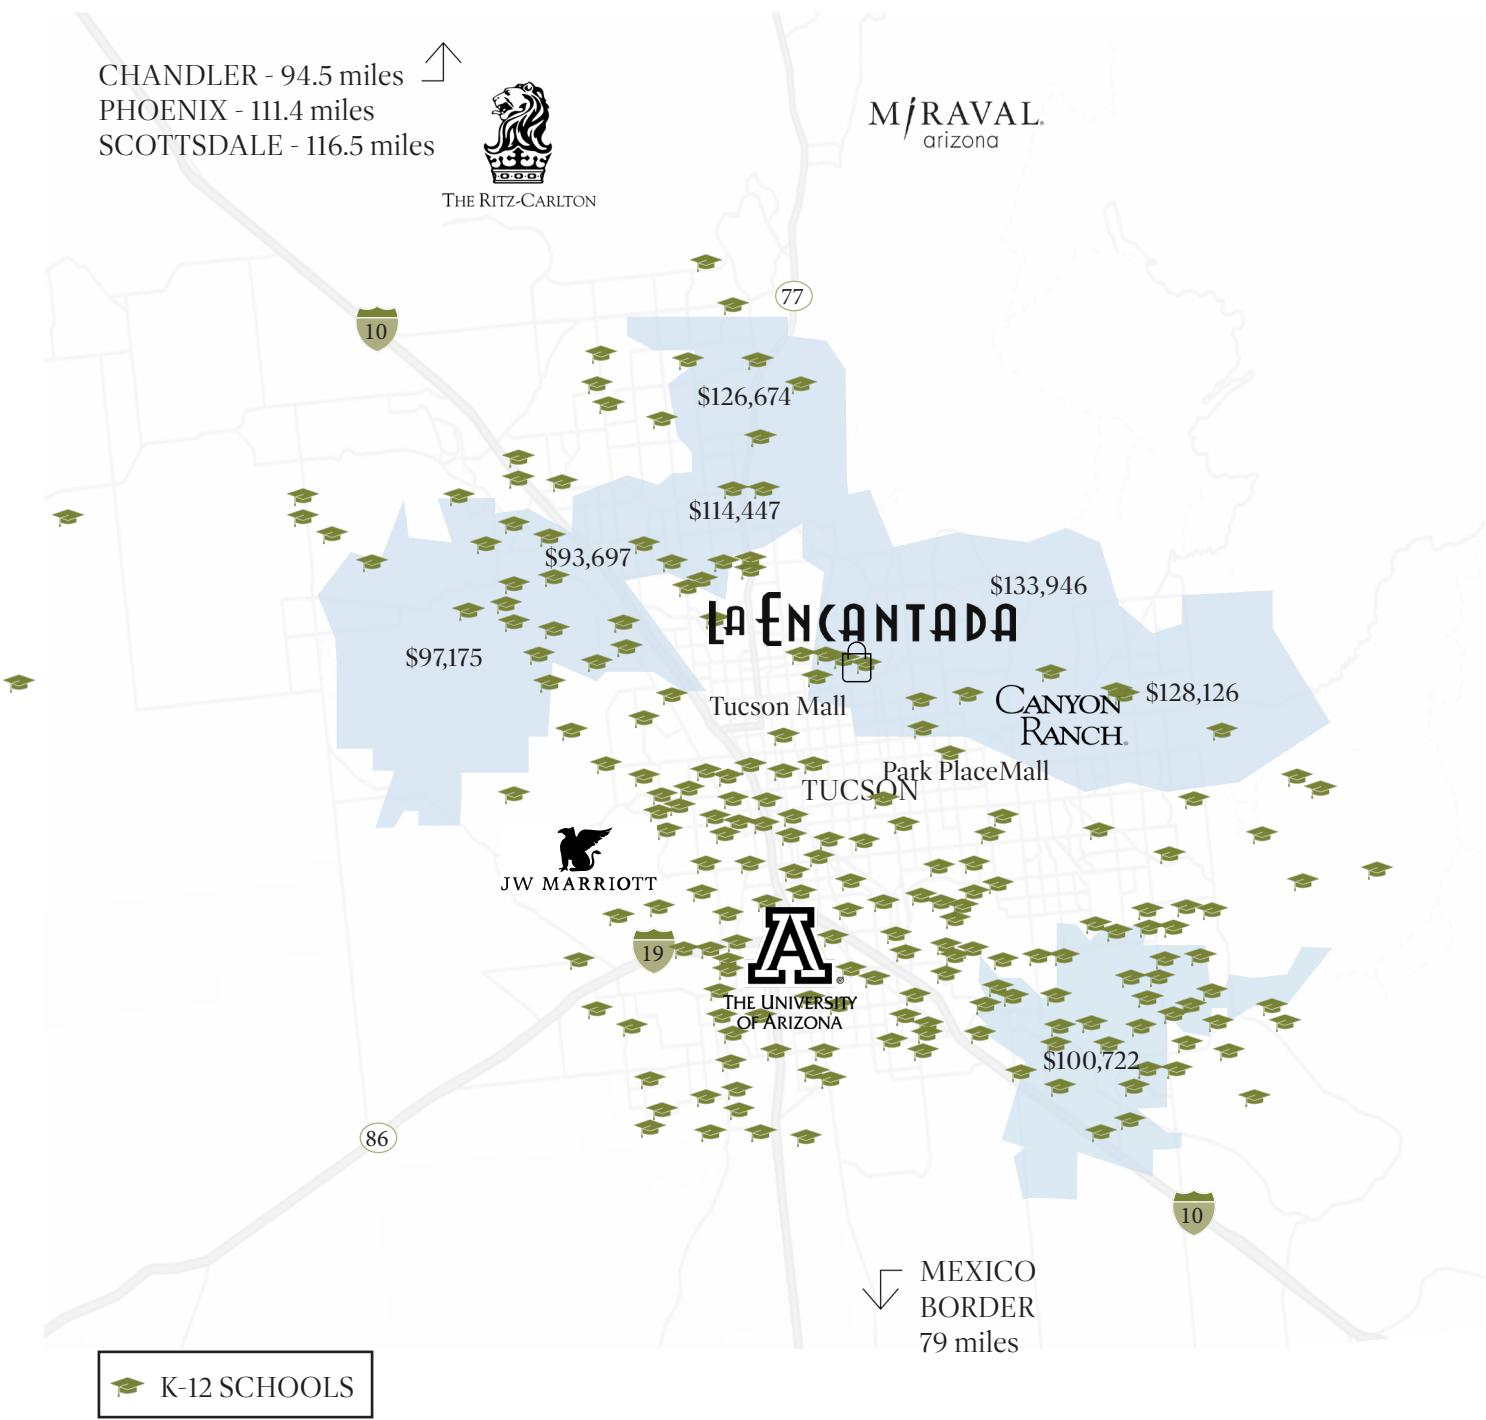 CHANDLER - 94.5 miles
PHOENIX - 111.4 miles
SCOTTSDALE - 116.5 miles
THE RITZ-CARLTON
MIRAVAL®
arizona
77
10
$126,674
$114,447
$93,697
$133,946
LA ENCANTADA
$97,175
Tucson Mall
CANYON
RANCH®
$128,126
Park PlaceMall
TUCSON
JW MARRIOTT
19
A®
THE UNIVERSITY
OF ARIZONA
$100,722
86
10
MEXICO
BORDER
79 miles
K-12 SCHOOLS